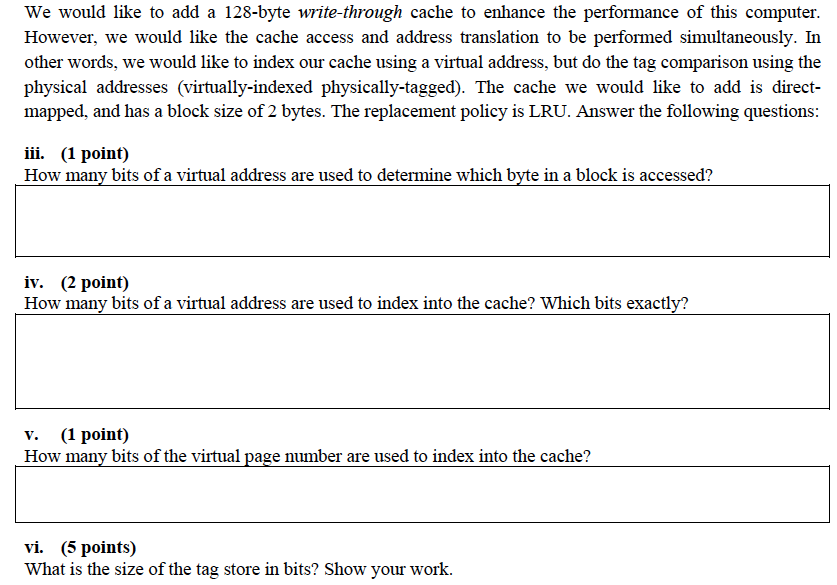 We would like to add a 128-byte write-through cache to enhance the performance of this computer.
However, we would like the cache access and address translation to be performed simultaneously. In
other words, we would like to index our cache using a virtual address, but do the tag comparison using the
physical addresses (virtually-indexed physically-tagged). The cache we would like to add is direct-
mapped, and has a block size of 2 bytes. The replacement policy is LRU. Answer the following questions:
iii. (1 point)
How many bits of a virtual address are used to determine which byte in a block is accessed?
iv. (2 point)
How many bits of a virtual address are used to index into the cache? Which bits exactly?
v. (1 point)
How many bits of the virtual page number are used to index into the cache?
vi. (5 points)
What is the size of the tag store in bits? Show your work.